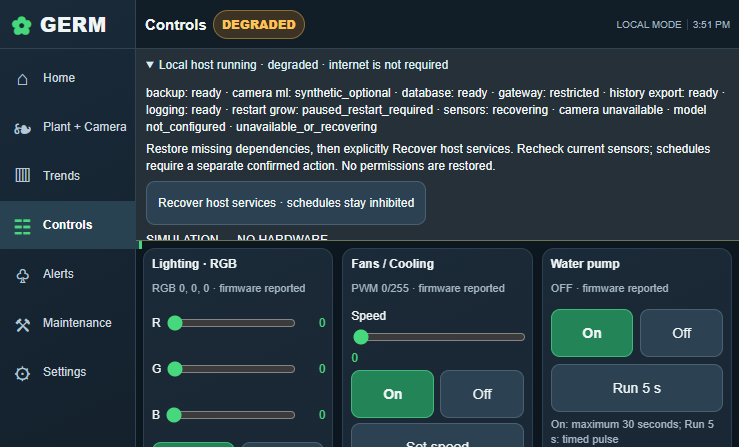 GERM
Controls DEGRADED LOCAL MODE 3:51 PM
Home
Plant + Camera
Trends
Controls
Alerts
Maintenance
Settings
▼ Local host running · degraded · internet is not required
backup: ready · camera ml: synthetic_optional · database: ready · gateway: restricted · history export: ready ·
logging: ready · restart grow: paused_restart_required · sensors: recovering · camera unavailable · model
not_configured · unavailable_or_recovering
Restore missing dependencies, then explicitly Recover host services. Recheck current sensors; schedules
require a separate confirmed action. No permissions are restored.
Recover host services · schedules stay inhibited
Lighting · RGB
RGB 0, 0, 0 · firmware reported
R 0
G 0
B 0
Fans / Cooling
PWM 0/255 · firmware reported
Speed
0
On Off
Set speed
Water pump
OFF · firmware reported
On Off
Run 5 s
On: maximum 30 seconds; Run 5
s: timed pulse